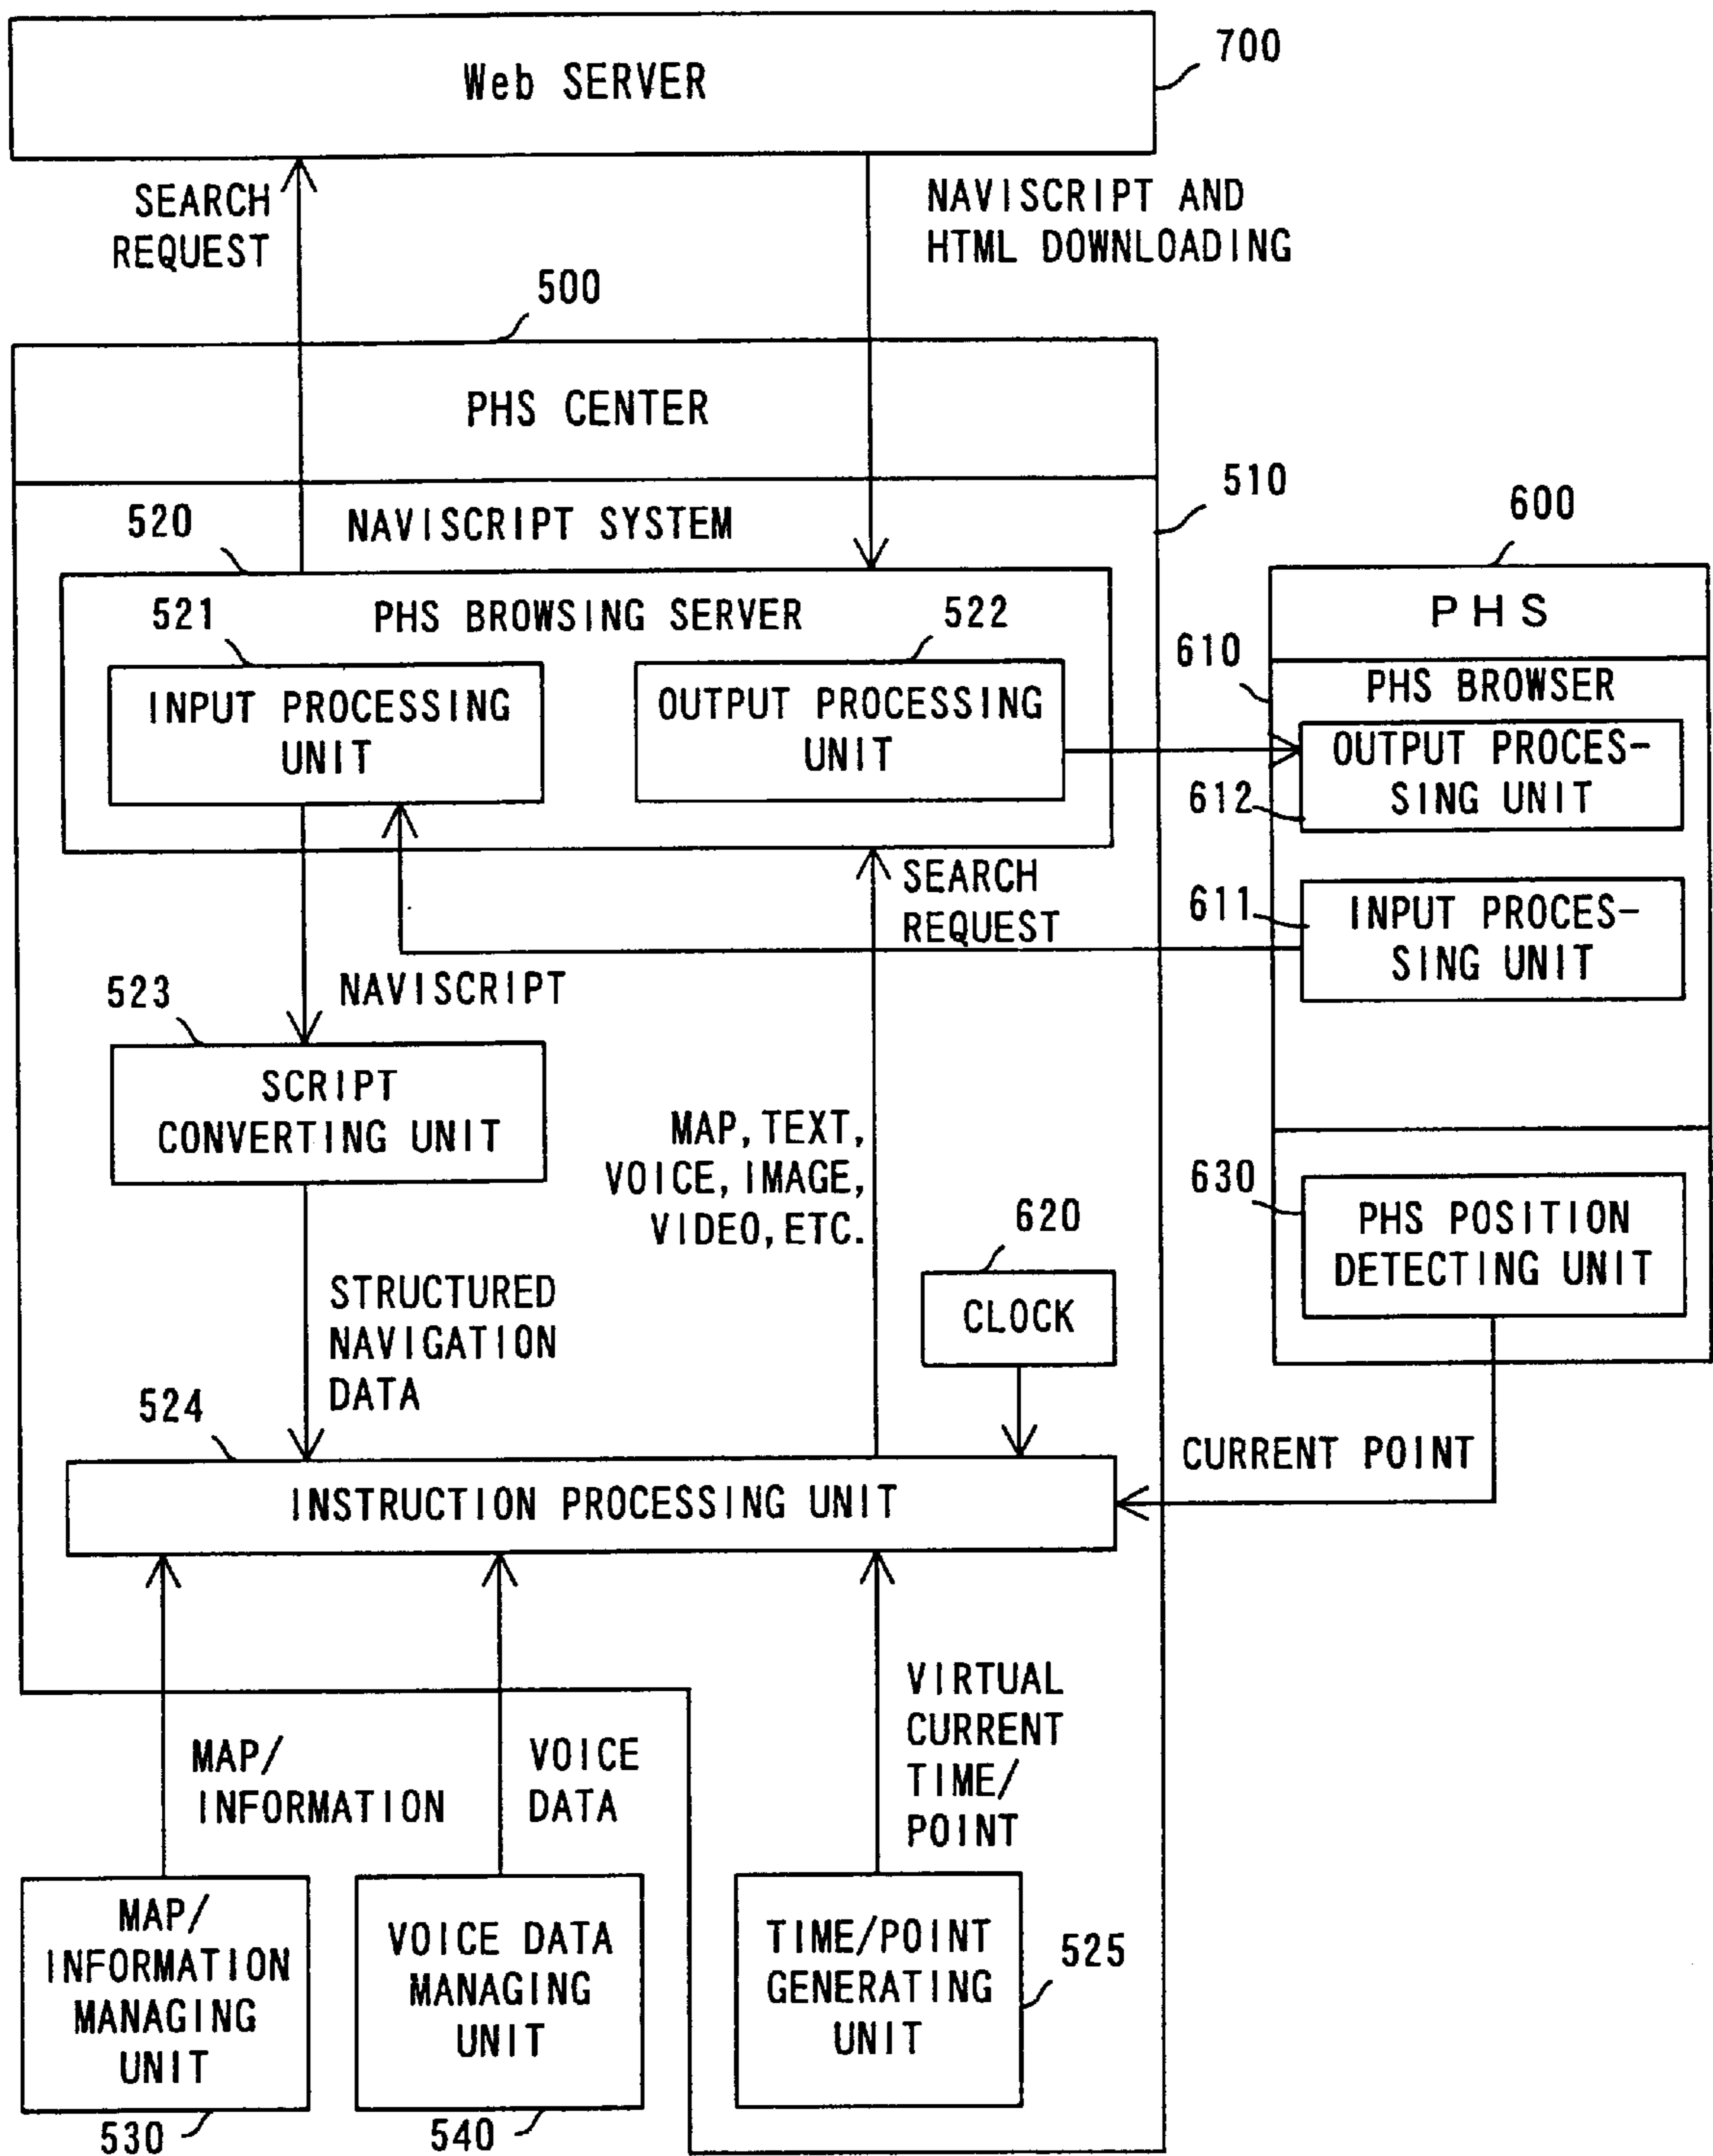 700
Web SERVER
SEARCH
REQUEST
NAVISCRIPT AND
HTML DOWNLOADING
500
PHS CENTER
510
520
NAVISCRIPT SYSTEM
600
PHS
521
PHS BROWSING SERVER
522
610
PHS BROWSER
INPUT PROCESSING
UNIT
OUTPUT PROCESSING
UNIT
OUTPUT PROCES-
SING UNIT
612
SEARCH
REQUEST
611
INPUT PROCES-
SING UNIT
523
NAVISCRIPT
SCRIPT
CONVERTING UNIT
MAP, TEXT,
VOICE, IMAGE,
VIDEO, ETC.
630
PHS POSITION
DETECTING UNIT
620
CLOCK
STRUCTURED
NAVIGATION
DATA
524
CURRENT POINT
INSTRUCTION PROCESSING UNIT
MAP/
INFORMATION
VOICE
DATA
VIRTUAL
CURRENT
TIME/
POINT
MAP/
INFORMATION
MANAGING
UNIT
VOICE DATA
MANAGING
UNIT
TIME/POINT
GENERATING
UNIT
525
530
540